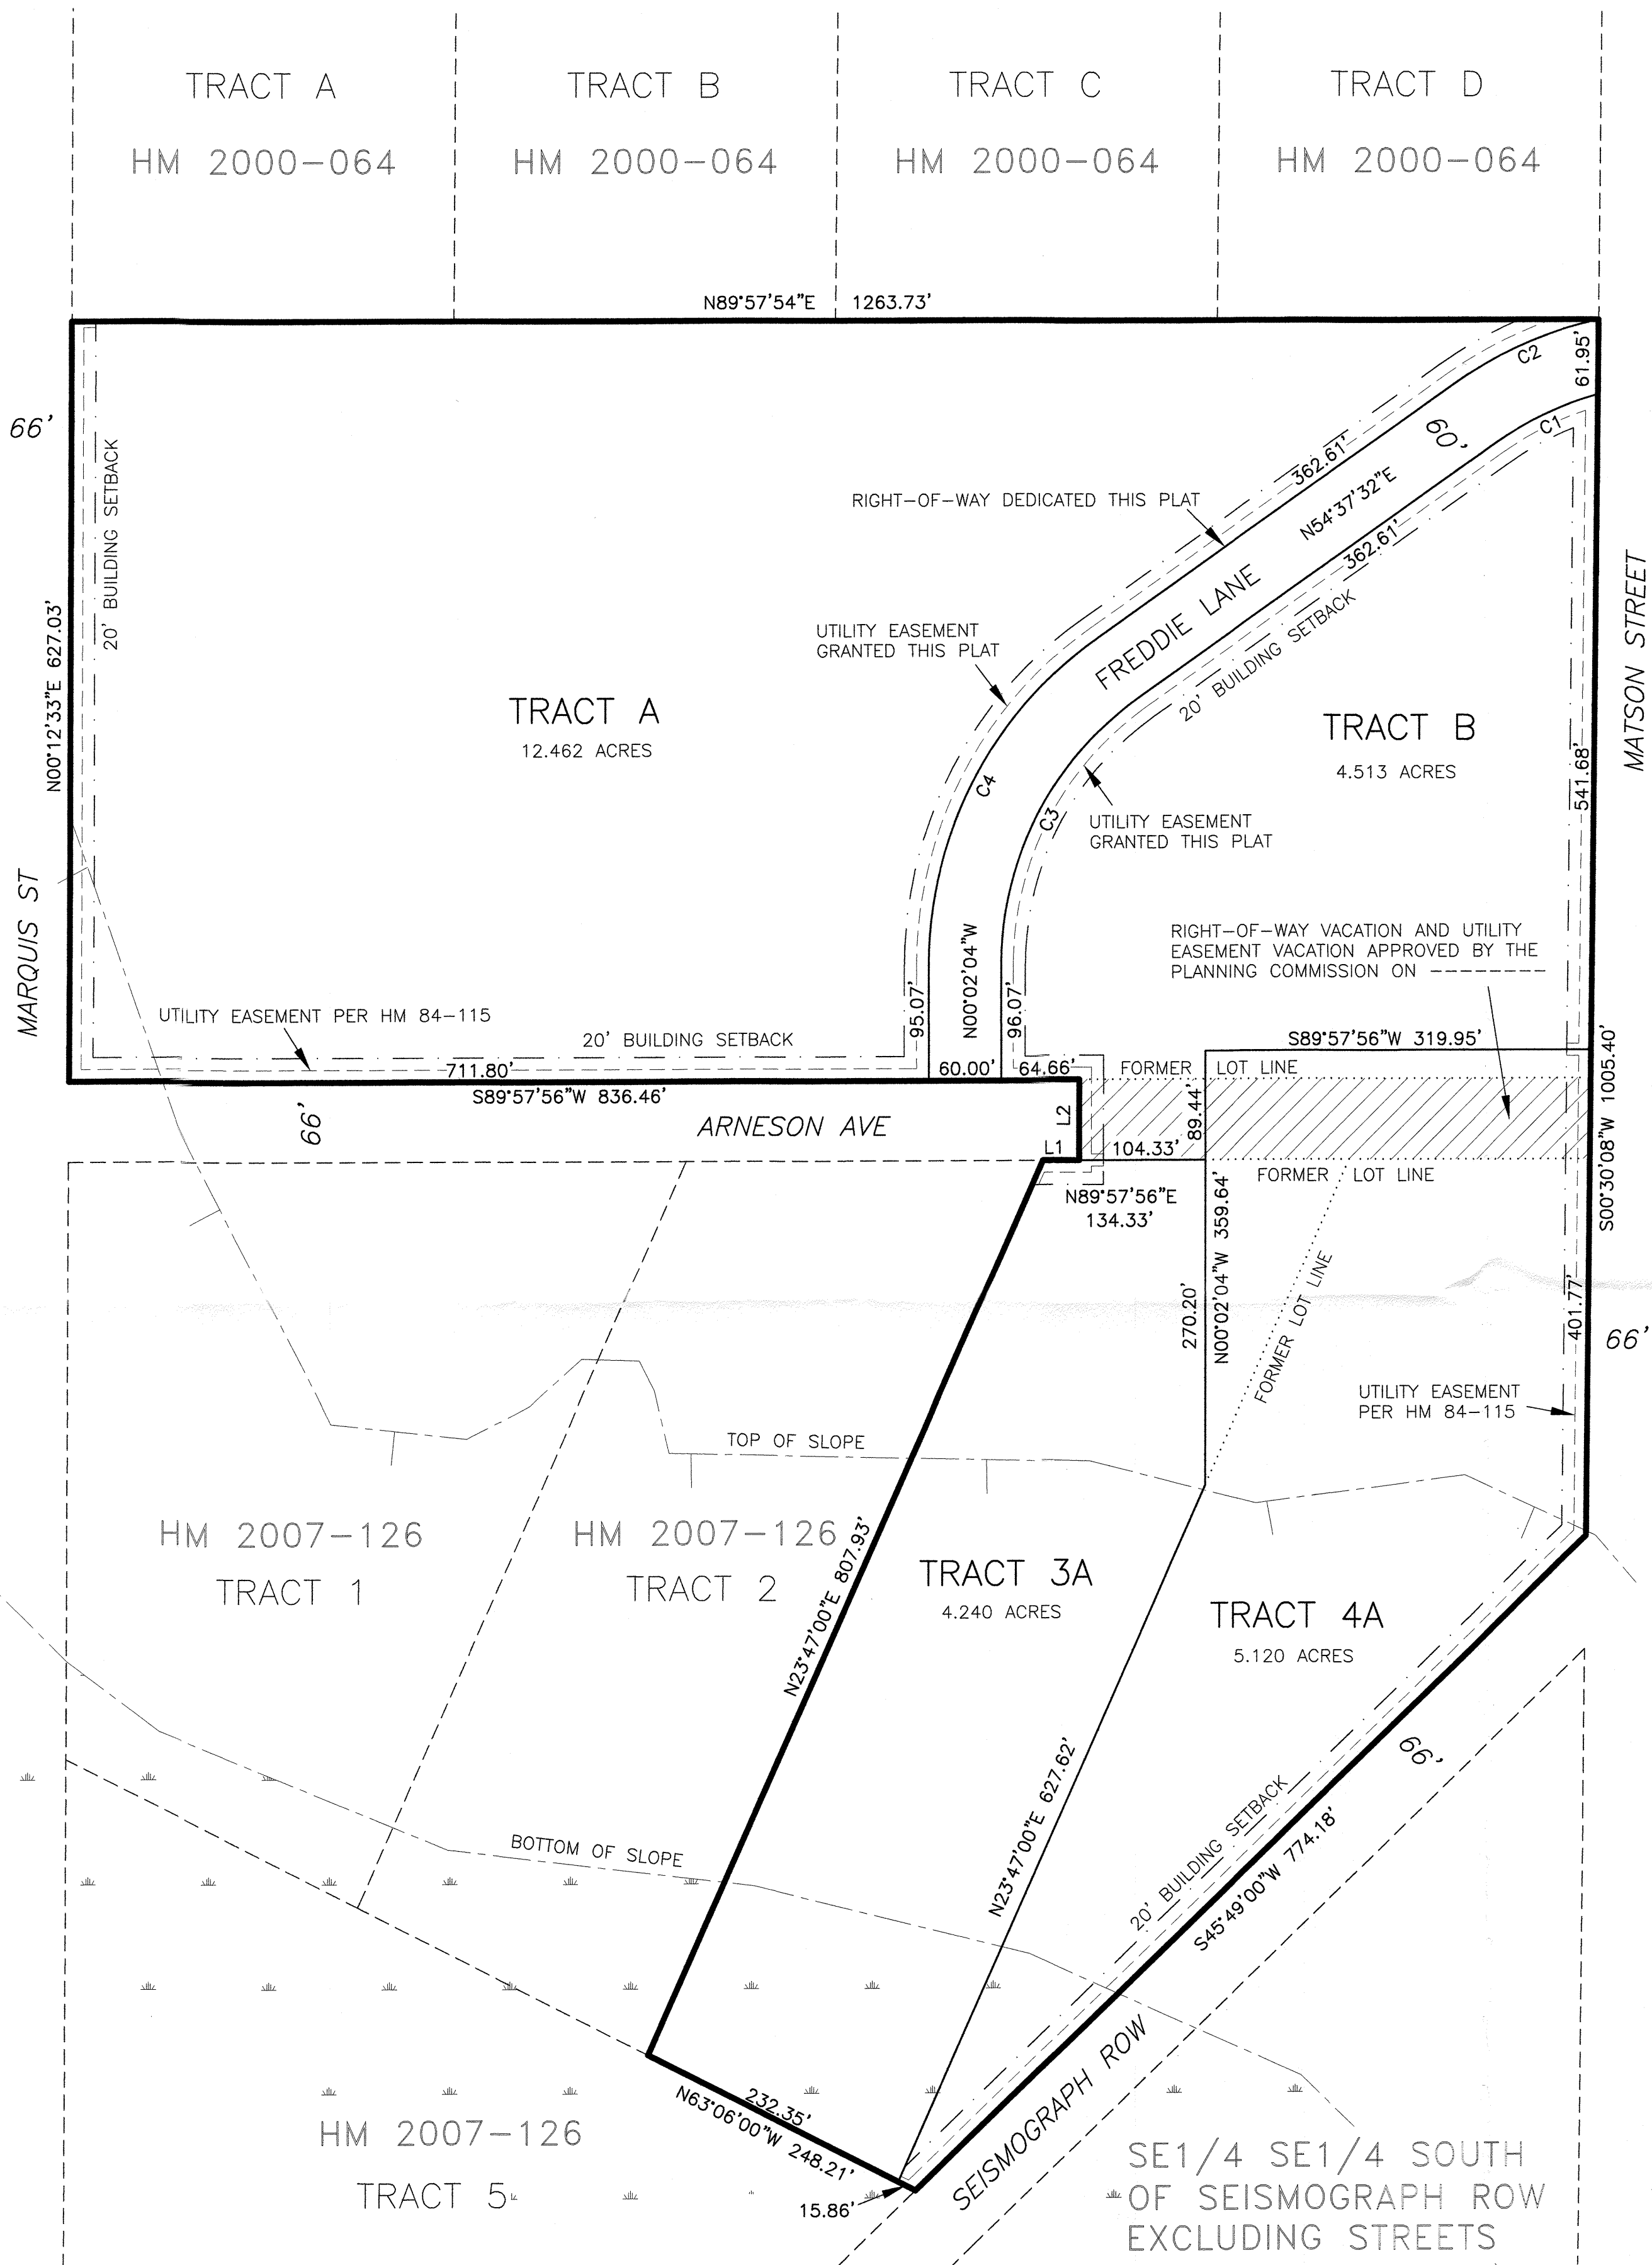 TRACT A
HM 2000-064
TRACT B
HM 2000-064
TRACT C
HM 2000-064
TRACT D
HM 2000-064
N89°57'54"E 1263.73'
66'
20' BUILDING SETBACK
N00°12'33"E 627.03'
MARQUIS ST
TRACT A
12.462 ACRES
RIGHT-OF-WAY DEDICATED THIS PLAT
UTILITY EASEMENT
GRANTED THIS PLAT
C2
61.95'
C1
60'
362.61'
N54°37'32"E
362.61'
FREDDIE LANE
20' BUILDING SETBACK
C4
C3
TRACT B
4.513 ACRES
UTILITY EASEMENT
GRANTED THIS PLAT
MATSON STREET
541.68'
RIGHT-OF-WAY VACATION AND UTILITY
EASEMENT VACATION APPROVED BY THE
PLANNING COMMISSION ON --------
95.07'
N00°02'04"W
96.07'
UTILITY EASEMENT PER HM 84-115
20' BUILDING SETBACK
711.80'
60.00'
64.66'
S89°57'56"W 836.46'
66'
ARNESON AVE
FORMER LOT LINE
S89°57'56"W 319.95'
L2
L1
104.33'
89.44'
N89°57'56"E
134.33'
FORMER LOT LINE
S00°30'08"W 1005.40'
270.20'
N00°02'04"W 359.64'
FORMER LOT LINE
401.77'
66'
UTILITY EASEMENT
PER HM 84-115
TOP OF SLOPE
HM 2007-126
TRACT 1
HM 2007-126
TRACT 2
N23°47'00"E 807.93'
TRACT 3A
4.240 ACRES
TRACT 4A
5.120 ACRES
N23°47'00"E 627.62'
66'
20' BUILDING SETBACK
S45°49'00"W 774.18'
BOTTOM OF SLOPE
SEISMOGRAPH ROW
232.35'
N63°06'00"W 248.21'
15.86'
HM 2007-126
TRACT 5
SE1/4 SE1/4 SOUTH
OF SEISMOGRAPH ROW
EXCLUDING STREETS